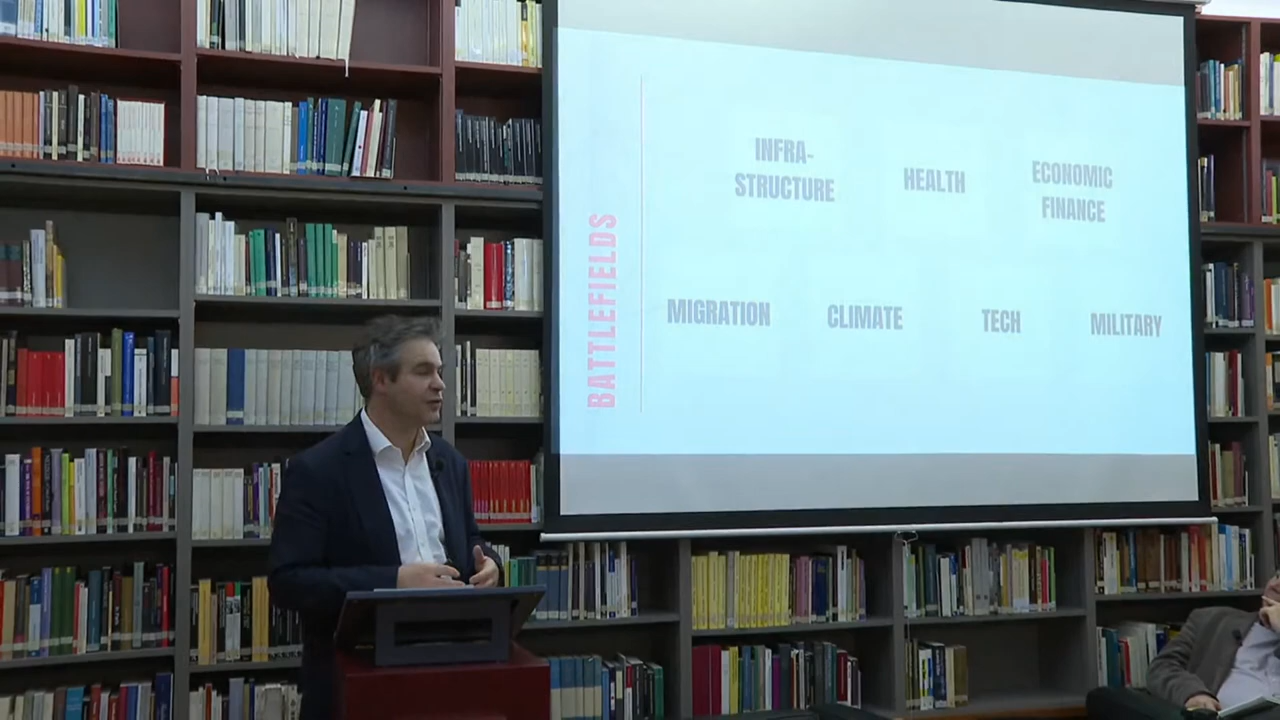 BATTLEFIELDS
INFRA-
STRUCTURE
HEALTH
ECONOMIC
FINANCE
MIGRATION
CLIMATE
TECH
MILITARY